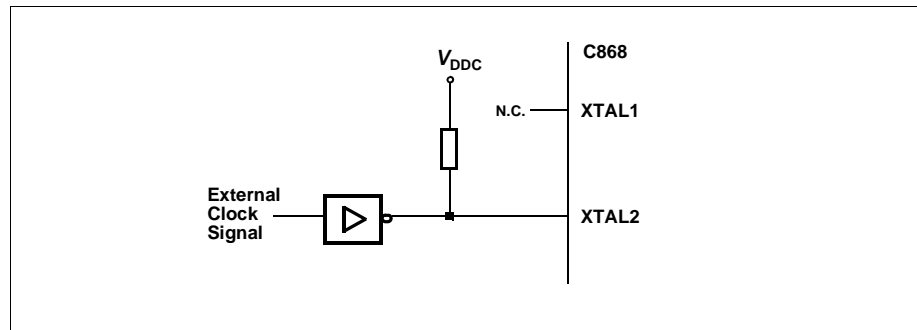 C868
VDDC
N.C.
XTAL1
External
Clock
Signal
XTAL2